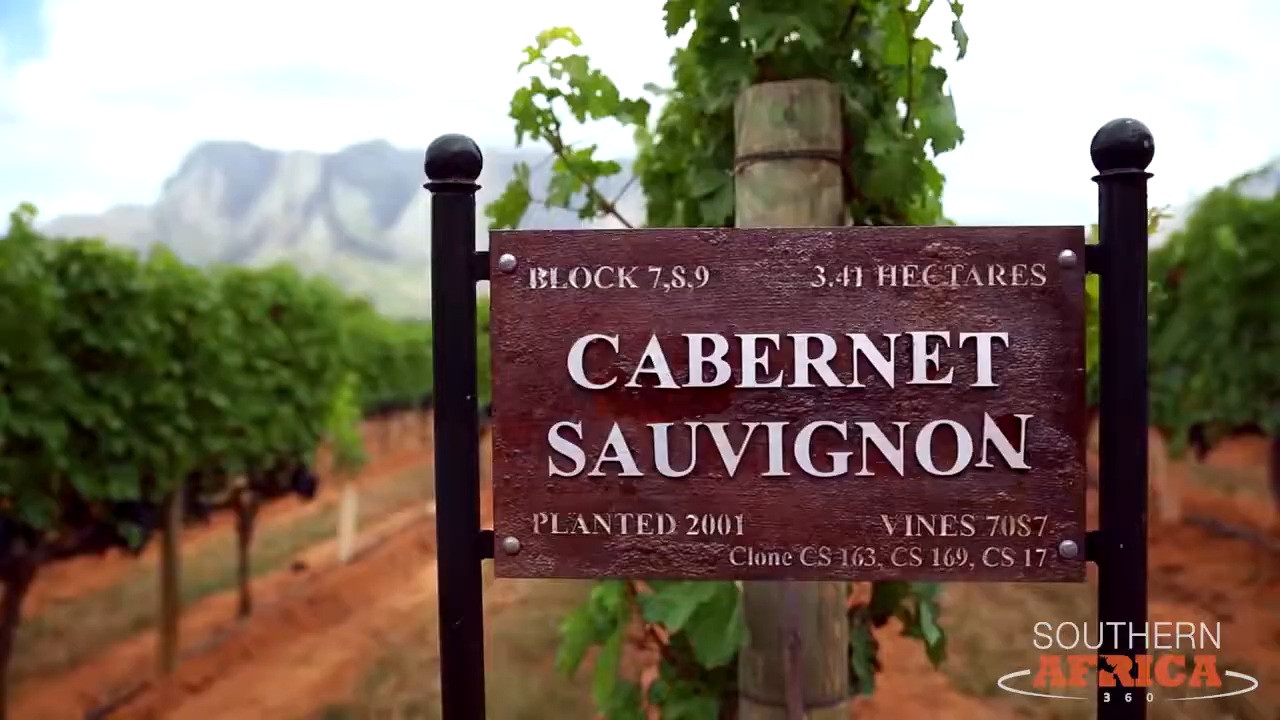 BLOCK 7,8,9 3.41 HECTARES
CABERNET
SAUVIGNON
PLANTED 2001 VINES 7087
Clone CS 163, CS 169, CS 17
SOUTHERN
AFRICA
360